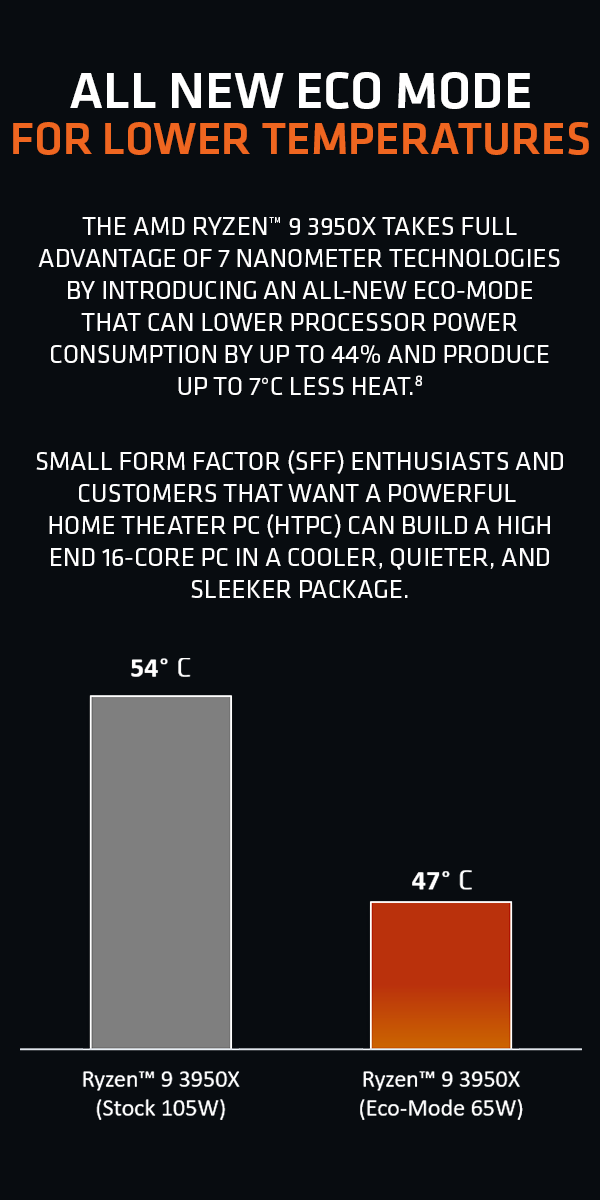 ALL NEW ECO MODE
FOR LOWER TEMPERATURES
THE AMD RYZEN™ 9 3950X TAKES FULL
ADVANTAGE OF 7 NANOMETER TECHNOLOGIES
BY INTRODUCING AN ALL-NEW ECO-MODE
THAT CAN LOWER PROCESSOR POWER
CONSUMPTION BY UP TO 44% AND PRODUCE
UP TO 7°C LESS HEAT.⁸
SMALL FORM FACTOR (SFF) ENTHUSIASTS AND
CUSTOMERS THAT WANT A POWERFUL
HOME THEATER PC (HTPC) CAN BUILD A HIGH
END 16-CORE PC IN A COOLER, QUIETER, AND
SLEEKER PACKAGE.
54° C
47° C
Ryzen™ 9 3950X
(Stock 105W)
Ryzen™ 9 3950X
(Eco-Mode 65W)